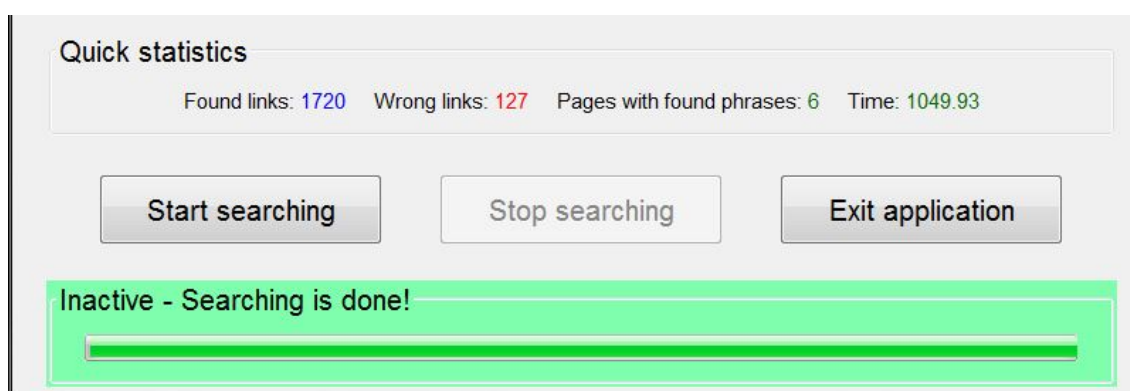 Quick statistics
Found links: 1720 Wrong links: 127 Pages with found phrases: 6 Time: 1049.93
Start searching Stop searching Exit application
Inactive - Searching is done!